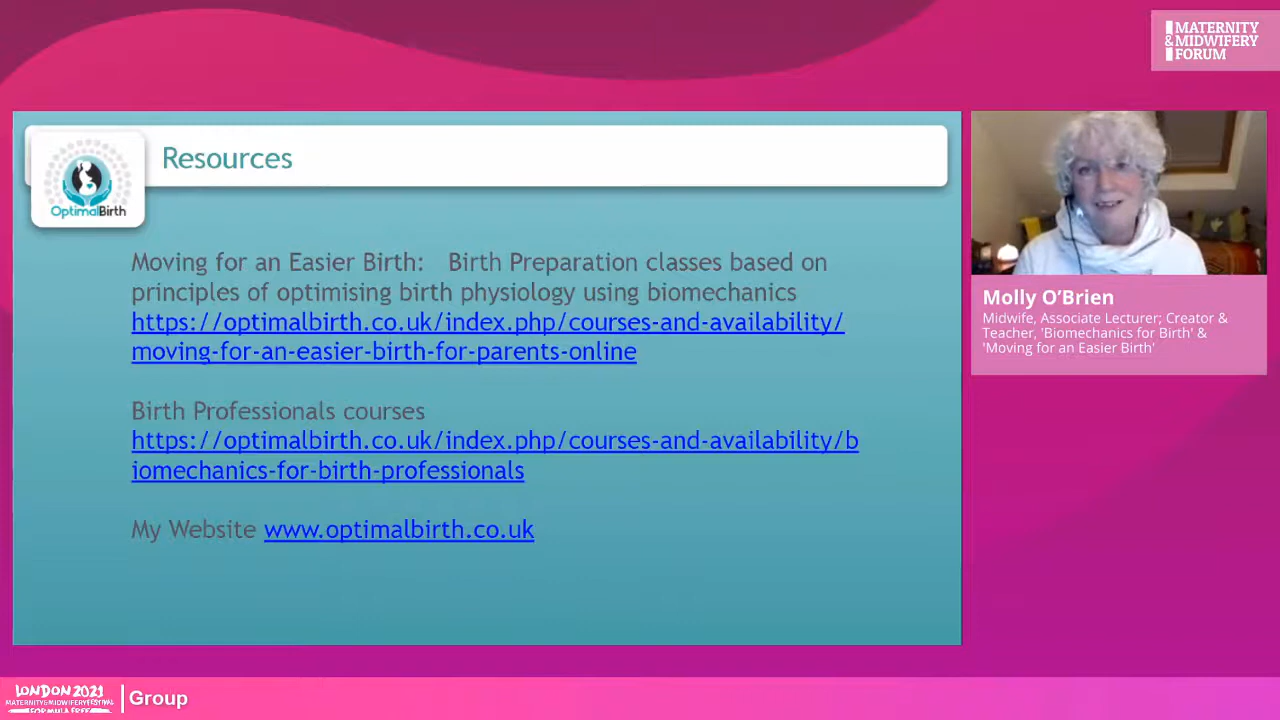 MATERNITY
&MIDWIFERY
FORUM
Resources
OptimalBirth
Moving for an Easier Birth: Birth Preparation classes based on
principles of optimising birth physiology using biomechanics
https://optimalbirth.co.uk/index.php/courses-and-availability/
moving-for-an-easier-birth-for-parents-online
Birth Professionals courses
https://optimalbirth.co.uk/index.php/courses-and-availability/b
iomechanics-for-birth-professionals
My Website www.optimalbirth.co.uk
Molly O’Brien
Midwife, Associate Lecturer; Creator &
Teacher, 'Biomechanics for Birth' &
'Moving for an Easier Birth'
LONDON 2021
MATERNITY&MIDWIFERYFESTIVAL
FORMULA FREE
Group